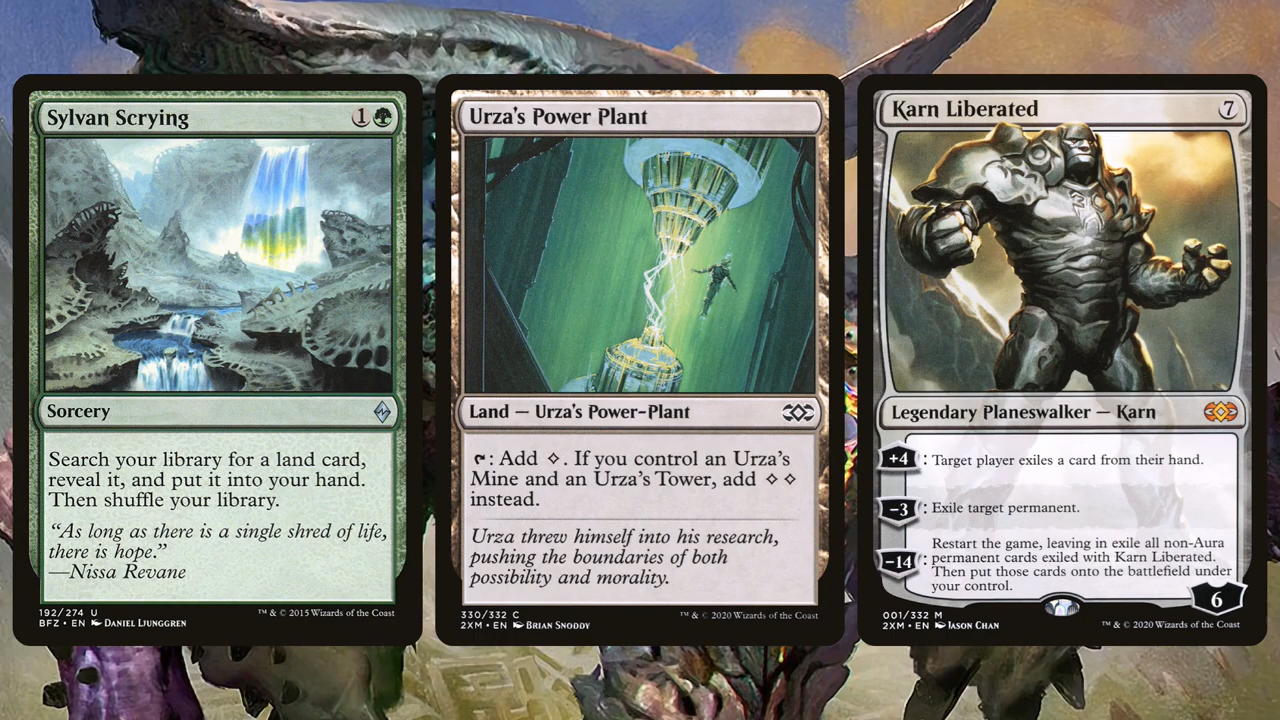 Sylvan Scrying 1
Sorcery
Search your library for a land card,
reveal it, and put it into your hand.
Then shuffle your library.
“As long as there is a single shred of life,
there is hope.”
—Nissa Revane
192/274 U
BFZ • EN Daniel Ljunggren
™ & © 2015 Wizards of the Coast
Urza's Power Plant
Land — Urza's Power-Plant
: Add . If you control an Urza's
Mine and an Urza's Tower, add
instead.
Urza threw himself into his research,
pushing the boundaries of both
possibility and morality.
330/332 C
2XM • EN Brian Snoddy
™ & © 2020 Wizards of the Coast
Karn Liberated 7
Legendary Planeswalker — Karn
+4 : Target player exiles a card from their hand.
−3 : Exile target permanent.
Restart the game, leaving in exile all non-Aura
−14 : permanent cards exiled with Karn Liberated.
Then put those cards onto the battlefield under
your control.
6
001/332 M
2XM • EN Jason Chan
™ & © 2020 Wizards of the Coast